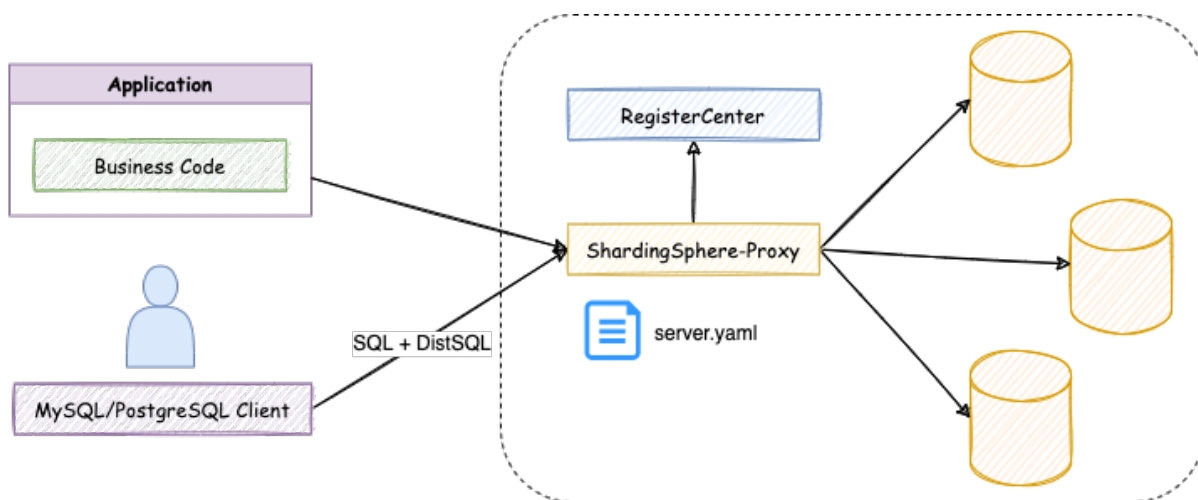 Application
Business Code
RegisterCenter
ShardingSphere-Proxy
server.yaml
SQL + DistSQL
MySQL/PostgreSQL Client